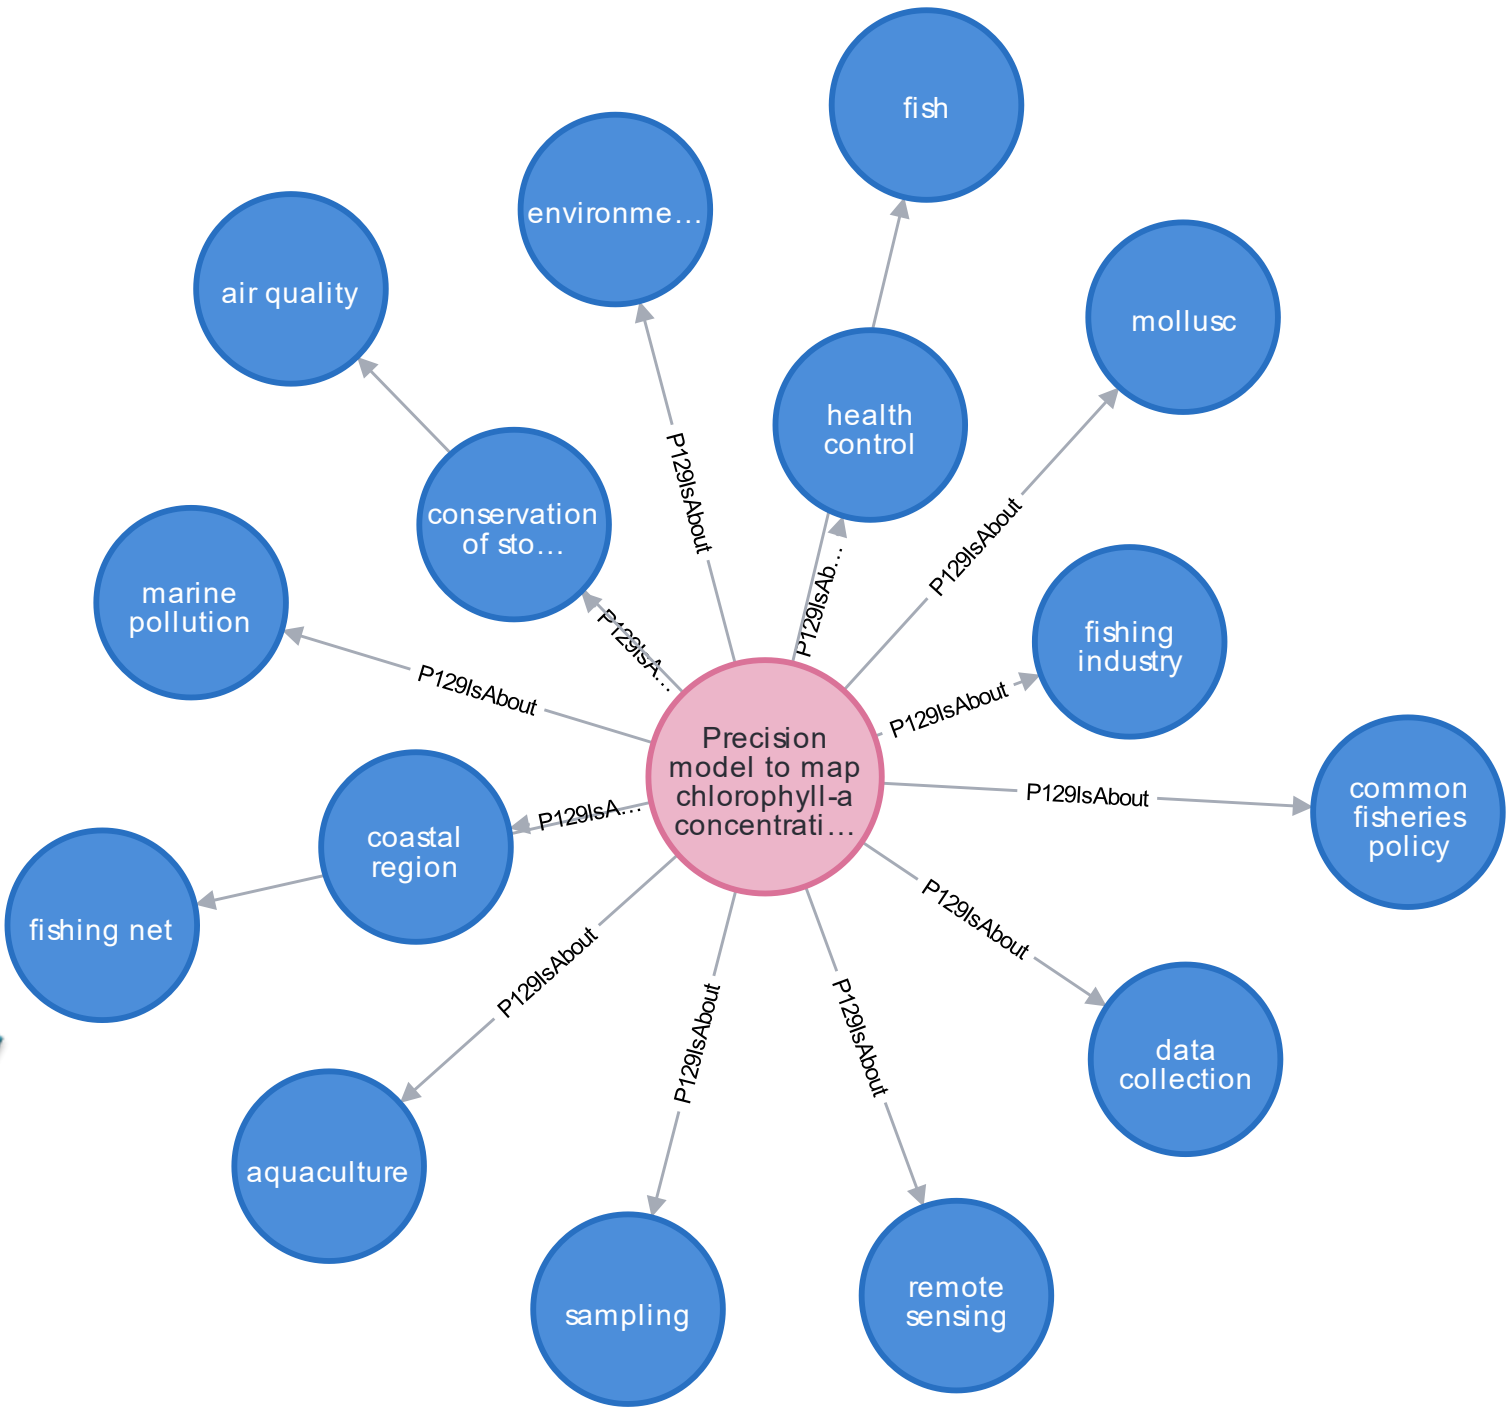 fish
environme…
air quality
mollusc
health
control
P129IsAbout
conservation
of sto…
P129IsAbout
P129IsAb…
marine
pollution
fishing
industry
P129IsA…
P129IsAbout
P129IsAbout
Precision
model to map
chlorophyll-a
concentrati…
P129IsAbout
common
fisheries
policy
P129IsA…
coastal
region
fishing net
P129IsAbout
P129IsAbout
P129IsAbout
P129IsAbout
data
collection
aquaculture
sampling
remote
sensing